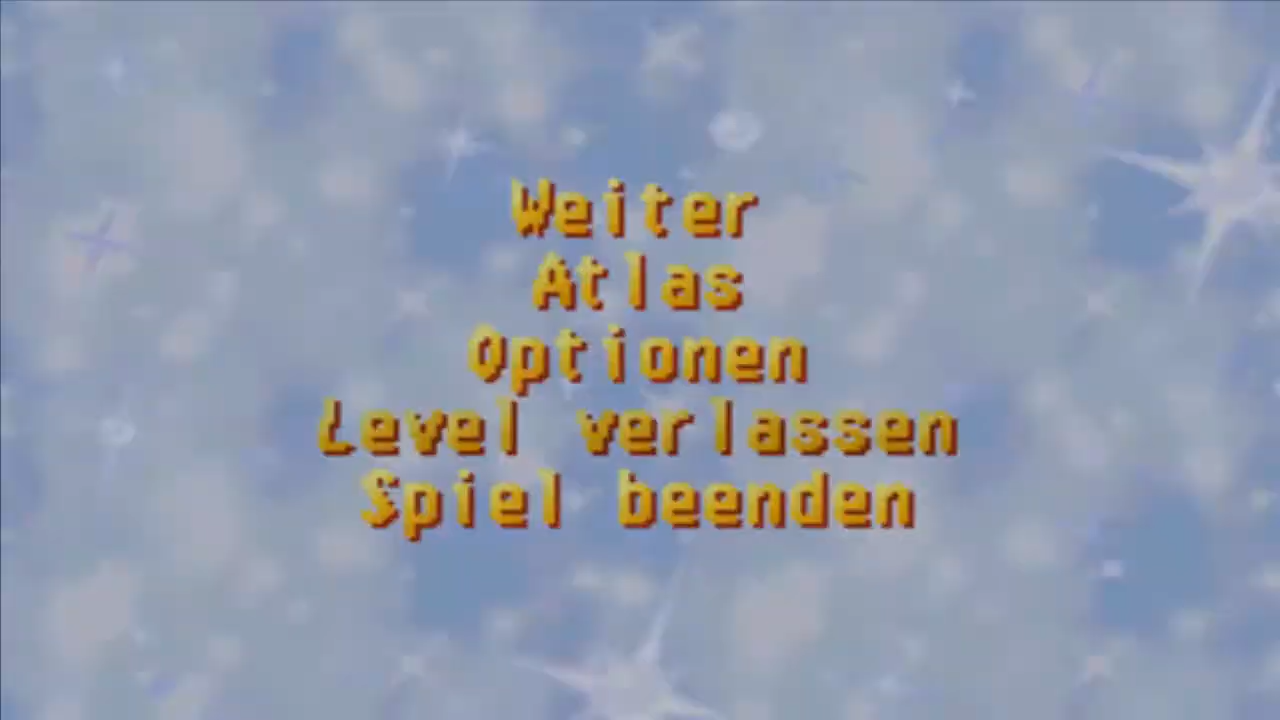 Weiter
Atlas
Optionen
Level verlassen
Spiel beenden